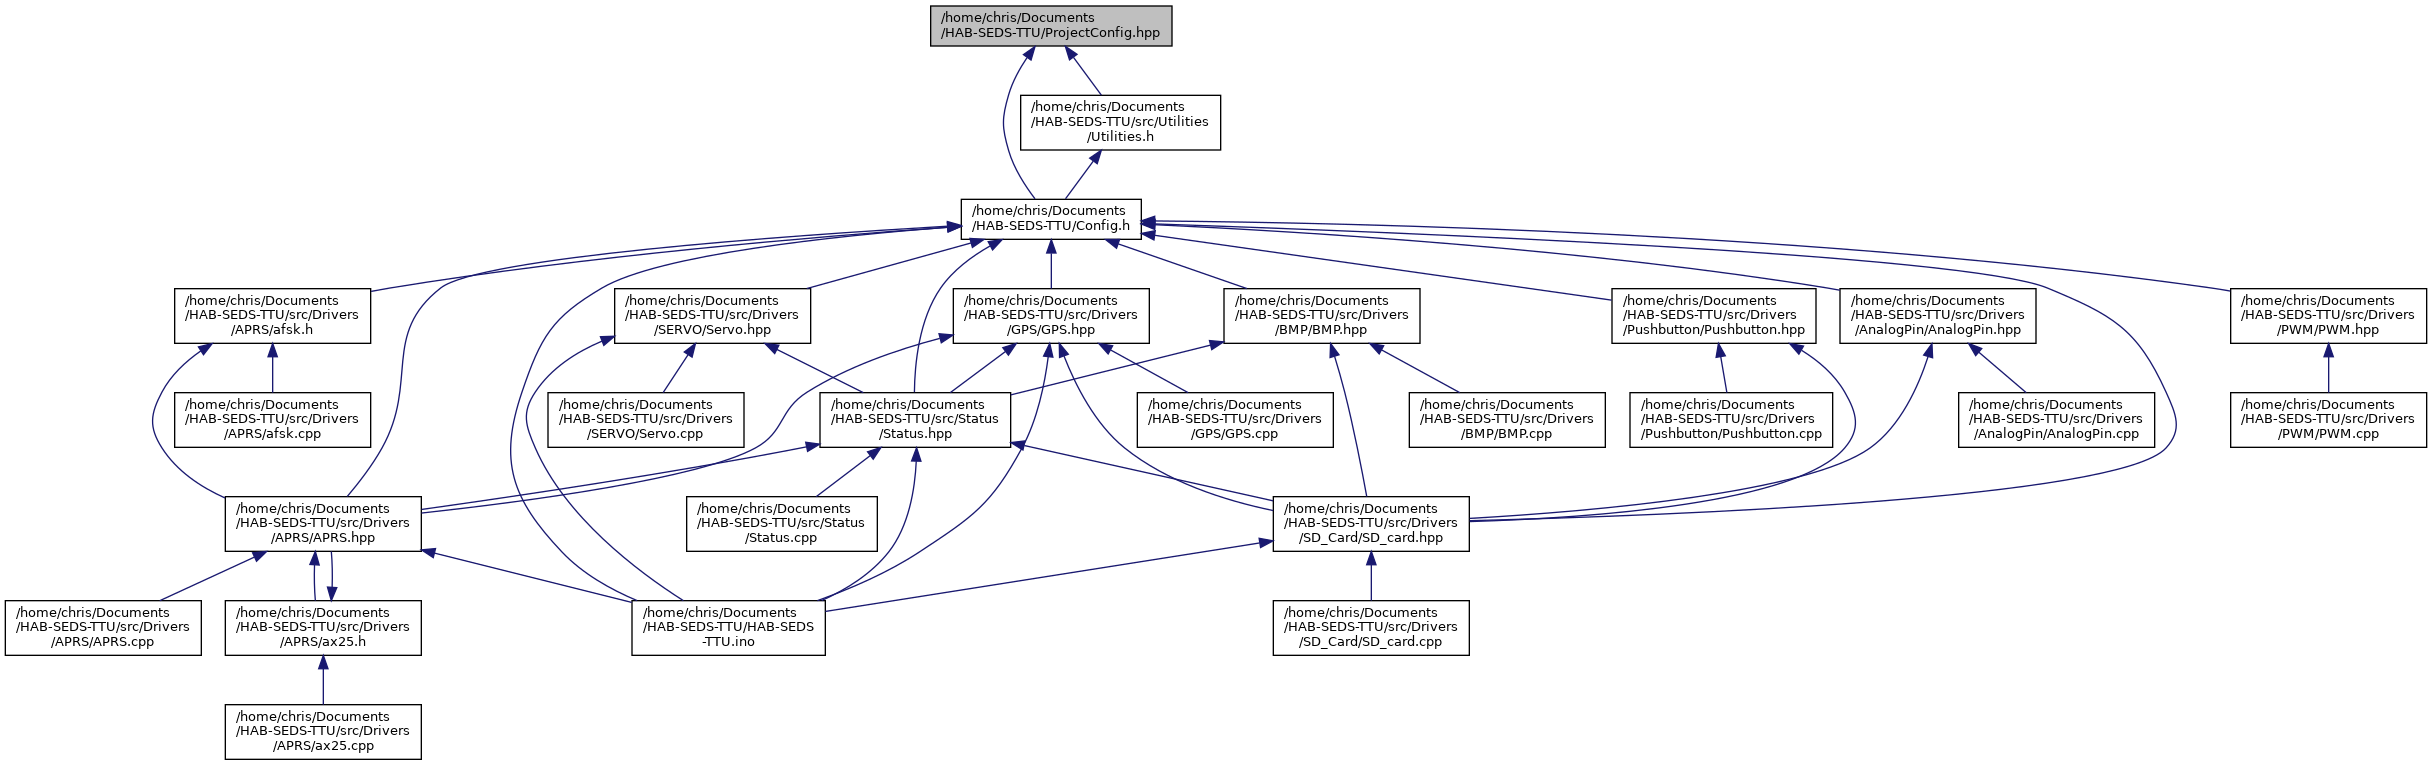 /home/chris/Documents
/HAB-SEDS-TTU/ProjectConfig.hpp
/home/chris/Documents
/HAB-SEDS-TTU/src/Utilities
/Utilities.h
/home/chris/Documents
/HAB-SEDS-TTU/Config.h
/home/chris/Documents
/HAB-SEDS-TTU/src/Drivers
/APRS/afsk.h
/home/chris/Documents
/HAB-SEDS-TTU/src/Drivers
/SERVO/Servo.hpp
/home/chris/Documents
/HAB-SEDS-TTU/src/Drivers
/GPS/GPS.hpp
/home/chris/Documents
/HAB-SEDS-TTU/src/Drivers
/BMP/BMP.hpp
/home/chris/Documents
/HAB-SEDS-TTU/src/Drivers
/Pushbutton/Pushbutton.hpp
/home/chris/Documents
/HAB-SEDS-TTU/src/Drivers
/AnalogPin/AnalogPin.hpp
/home/chris/Documents
/HAB-SEDS-TTU/src/Drivers
/PWM/PWM.hpp
/home/chris/Documents
/HAB-SEDS-TTU/src/Drivers
/APRS/afsk.cpp
/home/chris/Documents
/HAB-SEDS-TTU/src/Drivers
/SERVO/Servo.cpp
/home/chris/Documents
/HAB-SEDS-TTU/src/Status
/Status.hpp
/home/chris/Documents
/HAB-SEDS-TTU/src/Drivers
/GPS/GPS.cpp
/home/chris/Documents
/HAB-SEDS-TTU/src/Drivers
/BMP/BMP.cpp
/home/chris/Documents
/HAB-SEDS-TTU/src/Drivers
/Pushbutton/Pushbutton.cpp
/home/chris/Documents
/HAB-SEDS-TTU/src/Drivers
/AnalogPin/AnalogPin.cpp
/home/chris/Documents
/HAB-SEDS-TTU/src/Drivers
/PWM/PWM.cpp
/home/chris/Documents
/HAB-SEDS-TTU/src/Drivers
/APRS/APRS.hpp
/home/chris/Documents
/HAB-SEDS-TTU/src/Status
/Status.cpp
/home/chris/Documents
/HAB-SEDS-TTU/src/Drivers
/SD_Card/SD_card.hpp
/home/chris/Documents
/HAB-SEDS-TTU/src/Drivers
/APRS/APRS.cpp
/home/chris/Documents
/HAB-SEDS-TTU/src/Drivers
/APRS/ax25.h
/home/chris/Documents
/HAB-SEDS-TTU/HAB-SEDS
-TTU.ino
/home/chris/Documents
/HAB-SEDS-TTU/src/Drivers
/SD_Card/SD_card.cpp
/home/chris/Documents
/HAB-SEDS-TTU/src/Drivers
/APRS/ax25.cpp